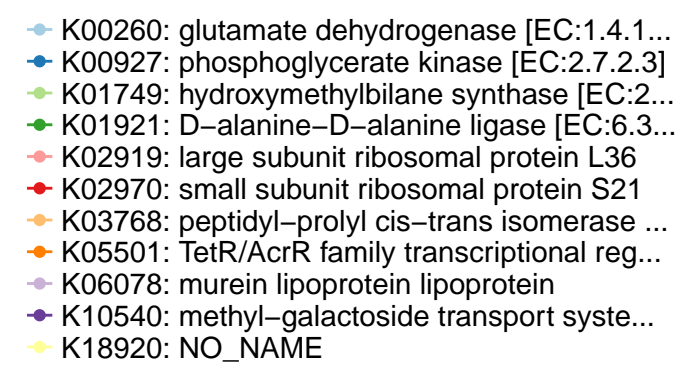 K00260: glutamate dehydrogenase [EC:1.4.1...
K00927: phosphoglycerate kinase [EC:2.7.2.3]
K01749: hydroxymethylbilane synthase [EC:2...
K01921: D−alanine−D−alanine ligase [EC:6.3...
K02919: large subunit ribosomal protein L36
K02970: small subunit ribosomal protein S21
K03768: peptidyl−prolyl cis−trans isomerase ...
K05501: TetR/AcrR family transcriptional reg...
K06078: murein lipoprotein lipoprotein
K10540: methyl−galactoside transport syste...
K18920: NO_NAME